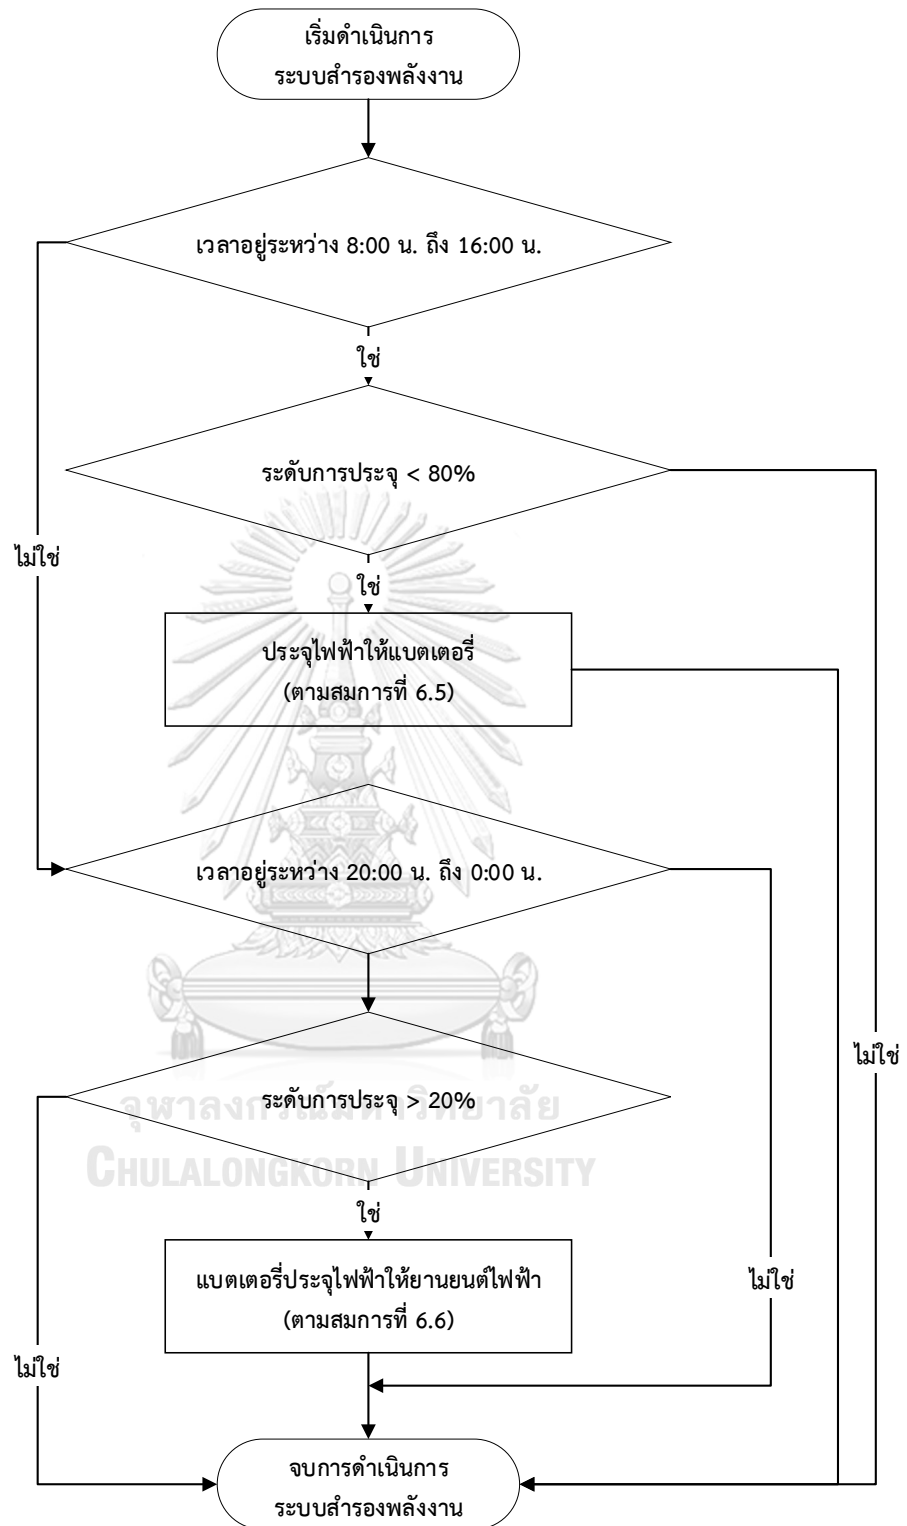 เริ่มดำเนินการ
ระบบสำรองพลังงาน
เวลาอยู่ระหว่าง 8:00 น. ถึง 16:00 น.
ใช่
ระดับการประจุ < 80%
ไม่ใช่
ใช่
ประจุไฟฟ้าให้แบตเตอรี่
(ตามสมการที่ 6.5)
เวลาอยู่ระหว่าง 20:00 น. ถึง 0:00 น.
ไม่ใช่
ระดับการประจุ > 20%
จุฬาลงกรณ์มหาวิทยาลัย
CHULALONGKORN UNIVERSITY
ใช่
แบตเตอรี่ประจุไฟฟ้าให้ยานยนต์ไฟฟ้า
(ตามสมการที่ 6.6)
ไม่ใช่
ไม่ใช่
จบการดำเนินการ
ระบบสำรองพลังงาน